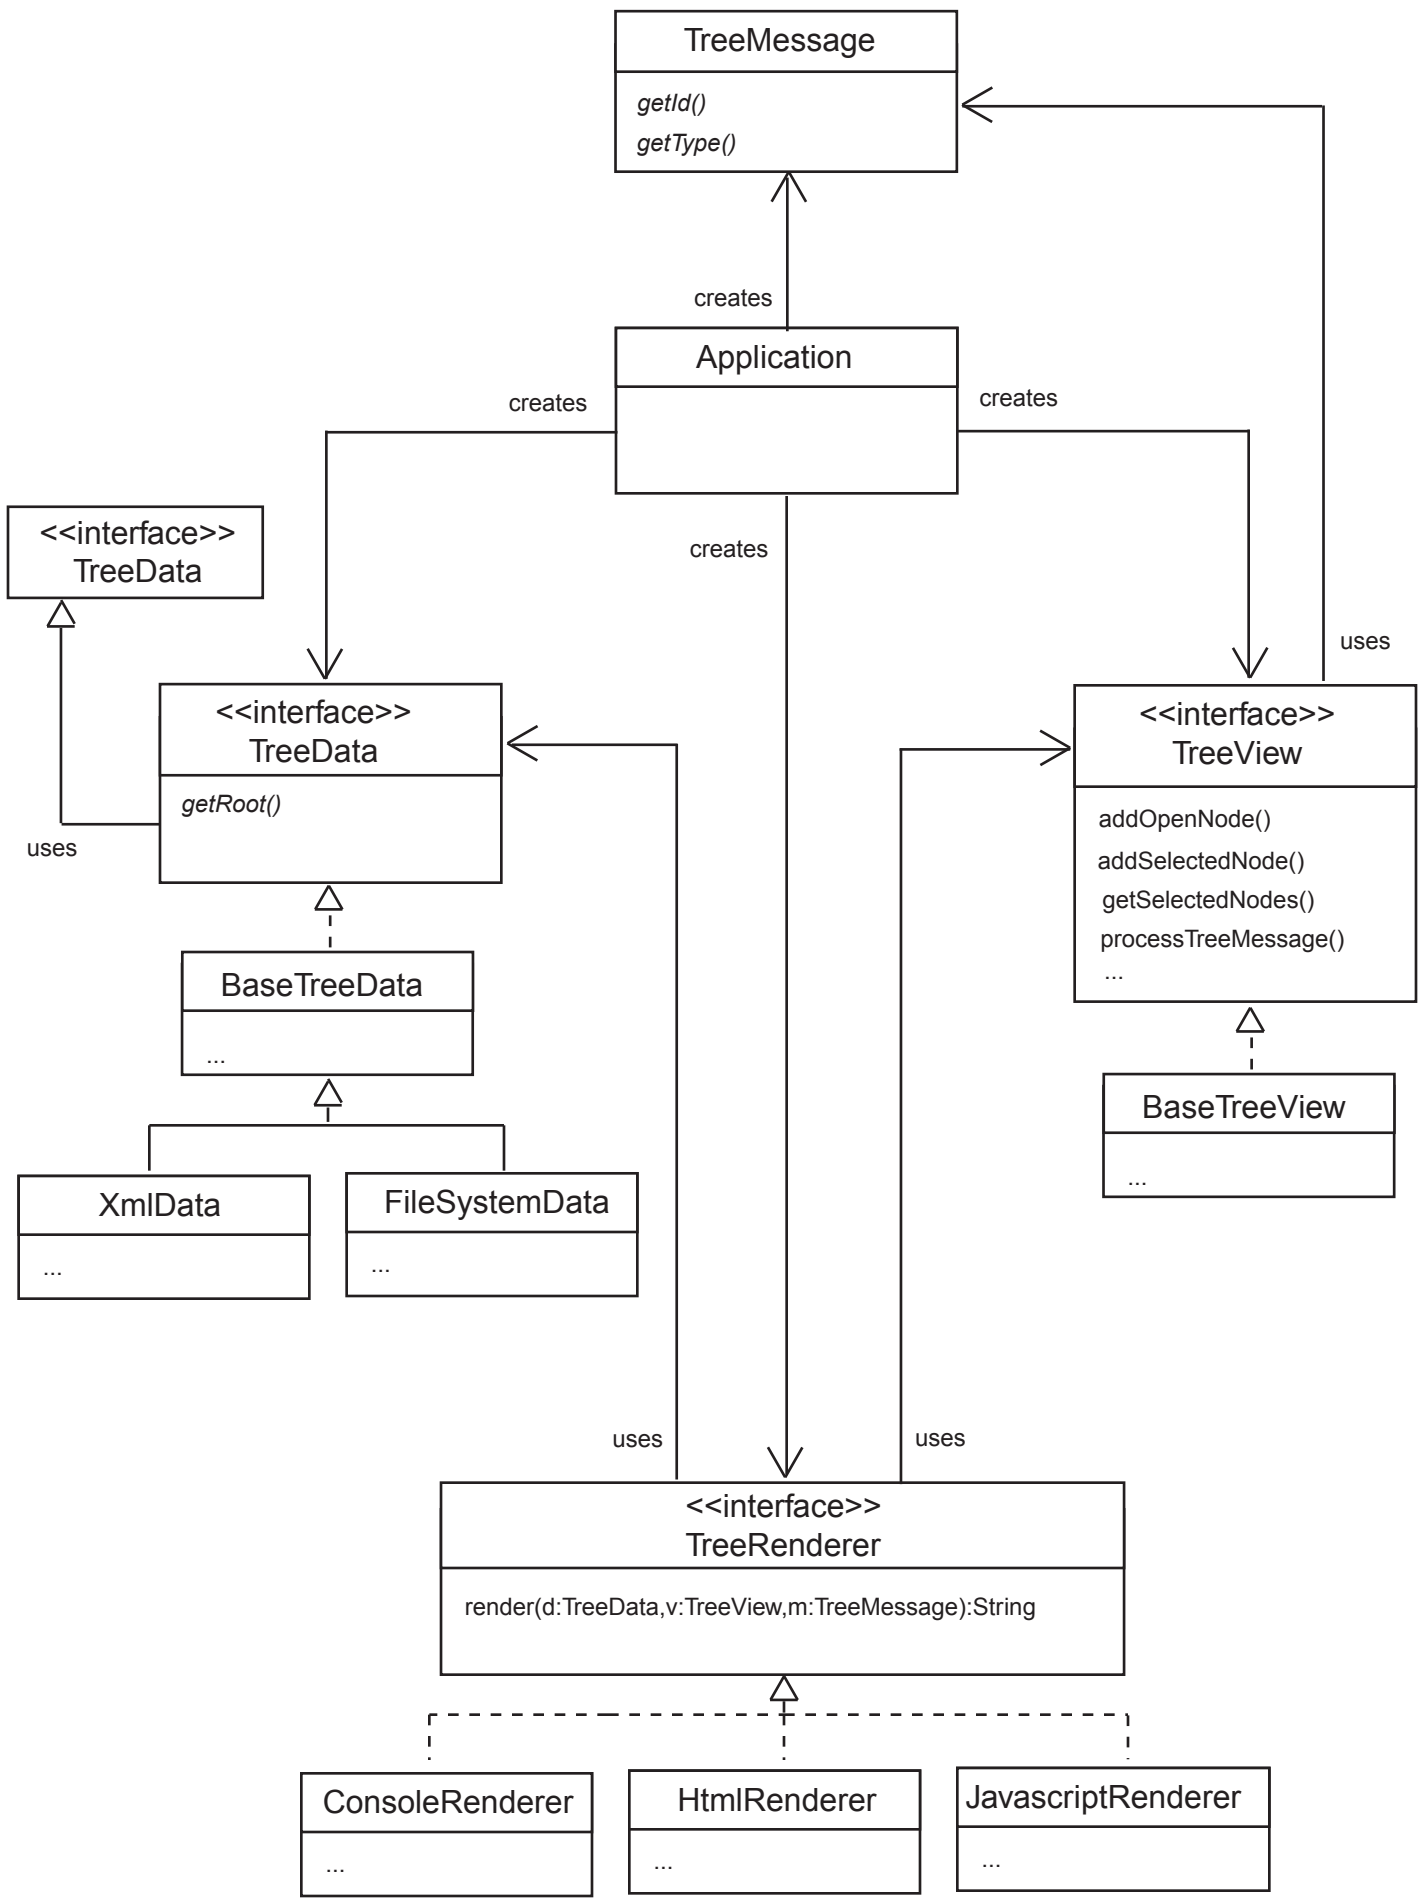 TreeMessage
getId()
getType()
creates
Application
creates
creates
<<interface>>
TreeData
creates
uses
<<interface>>
TreeData
getRoot()
uses
<<interface>>
TreeView
addOpenNode()
addSelectedNode()
getSelectedNodes()
processTreeMessage()
...
BaseTreeData
...
BaseTreeView
...
XmlData
...
FileSystemData
...
uses
uses
<<interface>>
TreeRenderer
render(d:TreeData,v:TreeView,m:TreeMessage):String
ConsoleRenderer
...
HtmlRenderer
...
JavascriptRenderer
...